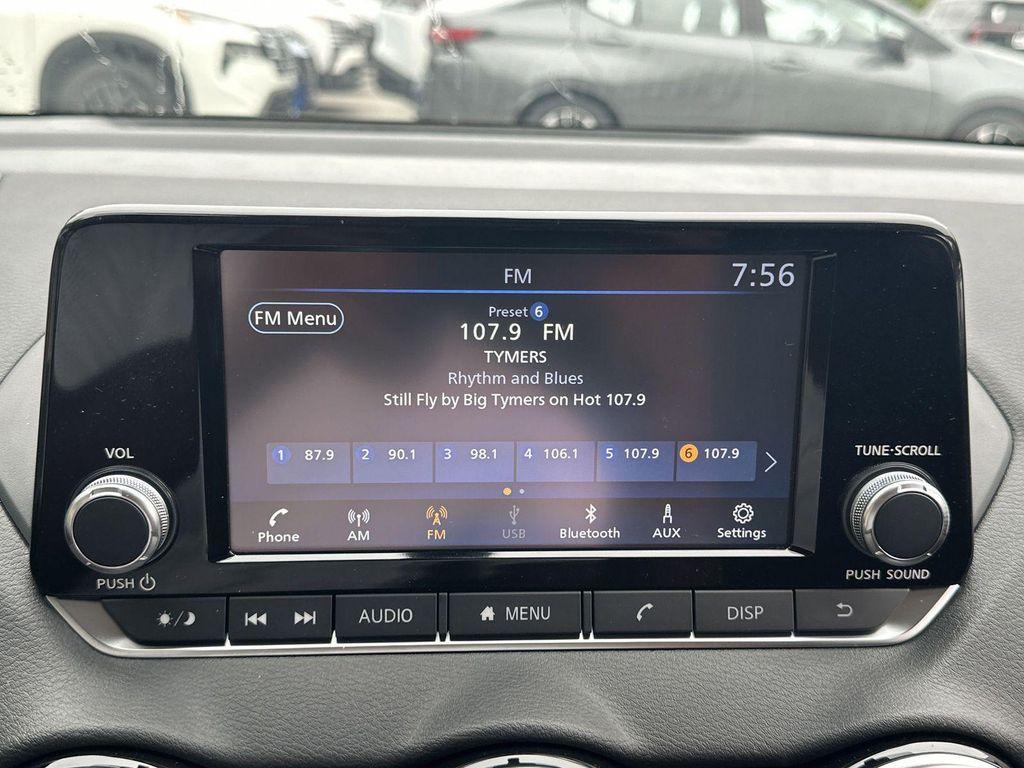 FM 7:56
FM Menu
Preset 6
107.9 FM
TYMERS
Rhythm and Blues
Still Fly by Big Tymers on Hot 107.9
1 87.9 2 90.1 3 98.1 4 106.1 5 107.9 6 107.9
Phone AM FM USB Bluetooth AUX Settings
VOL
PUSH
TUNE·SCROLL
PUSH SOUND
AUDIO MENU DISP